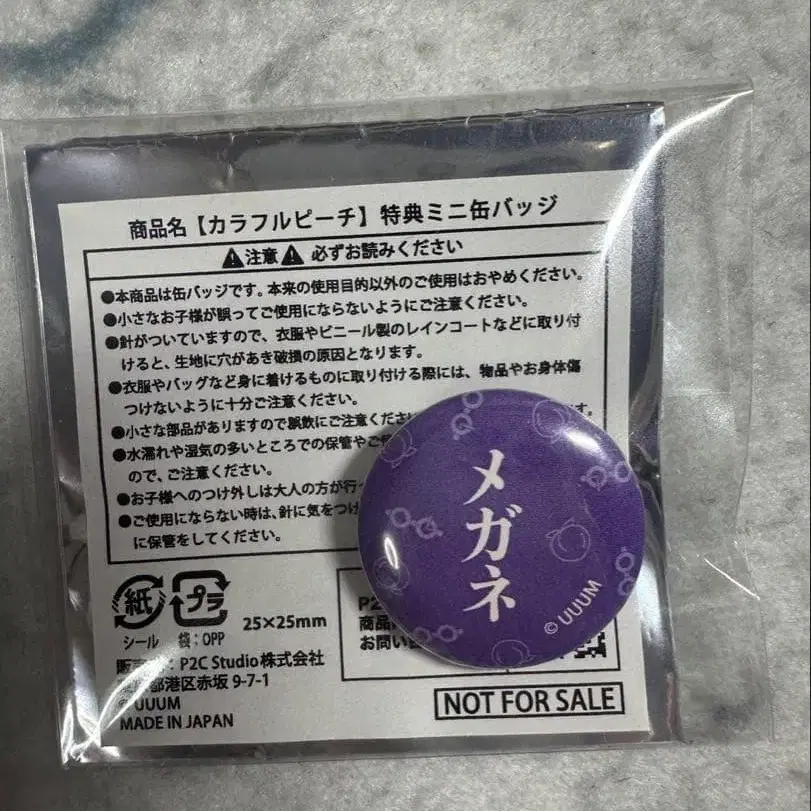 商品名【カラフルピーチ】特典ミニ缶バッジ
⚠注意⚠ 必ずお読みください
●本商品は缶バッジです。本来の使用目的以外のご使用はおやめください。
●小さなお子様が誤ってご使用にならないようにご注意ください。
●針がついていますので、衣服やビニール製のレインコートなどに取り付
けると、生地に穴があき破損の原因となります。
●衣服やバッグなど身に着けるものに取り付ける際には、物品やお身体傷
つけないように十分ご注意ください。
●小さな部品がありますので誤飲にご注意くださ
す。
●水濡れや湿気の多いところでの保管やご
ので、ご注意ください。
●お子様へのつけ外しは大人の方が行
●ご使用にならない時は、針に気をつけ
に保管をしてください。
メガネ
© UUUM
紙 プラ
シール 袋:OPP
25×25mm
P2
商品
お問い
販 : P2C Studio株式会社
都港区赤坂 9-7-1
UUUM
MADE IN JAPAN
NOT FOR SALE